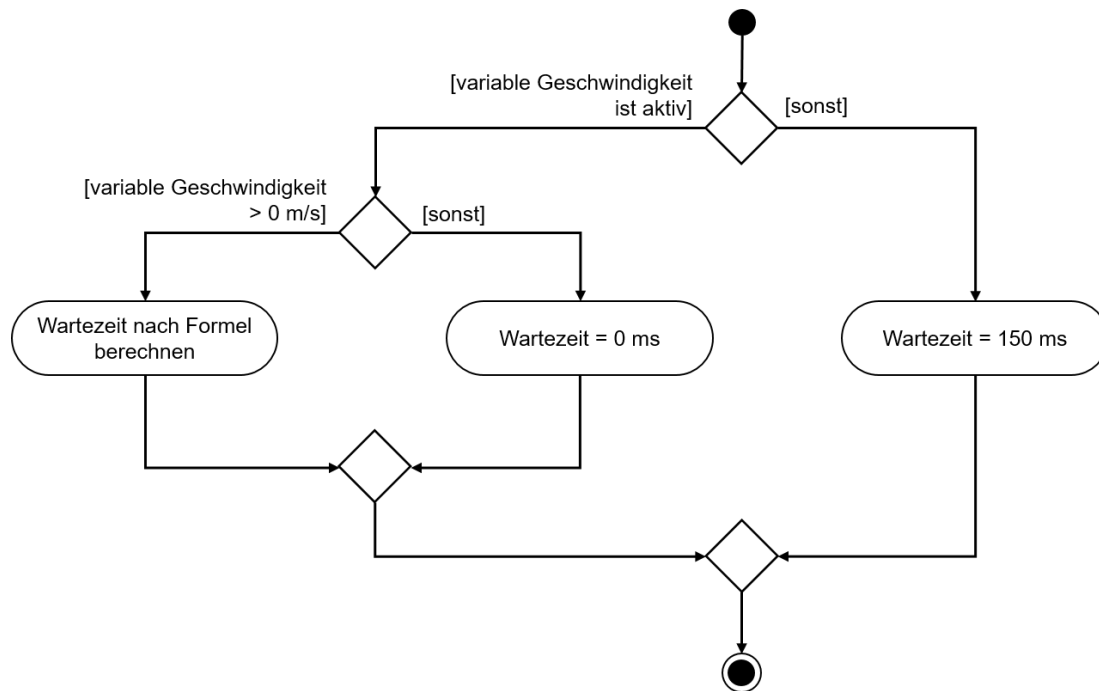 [variable Geschwindigkeit
ist aktiv]
[sonst]
[variable Geschwindigkeit
> 0 m/s]
[sonst]
Wartezeit nach Formel
berechnen
Wartezeit = 0 ms
Wartezeit = 150 ms